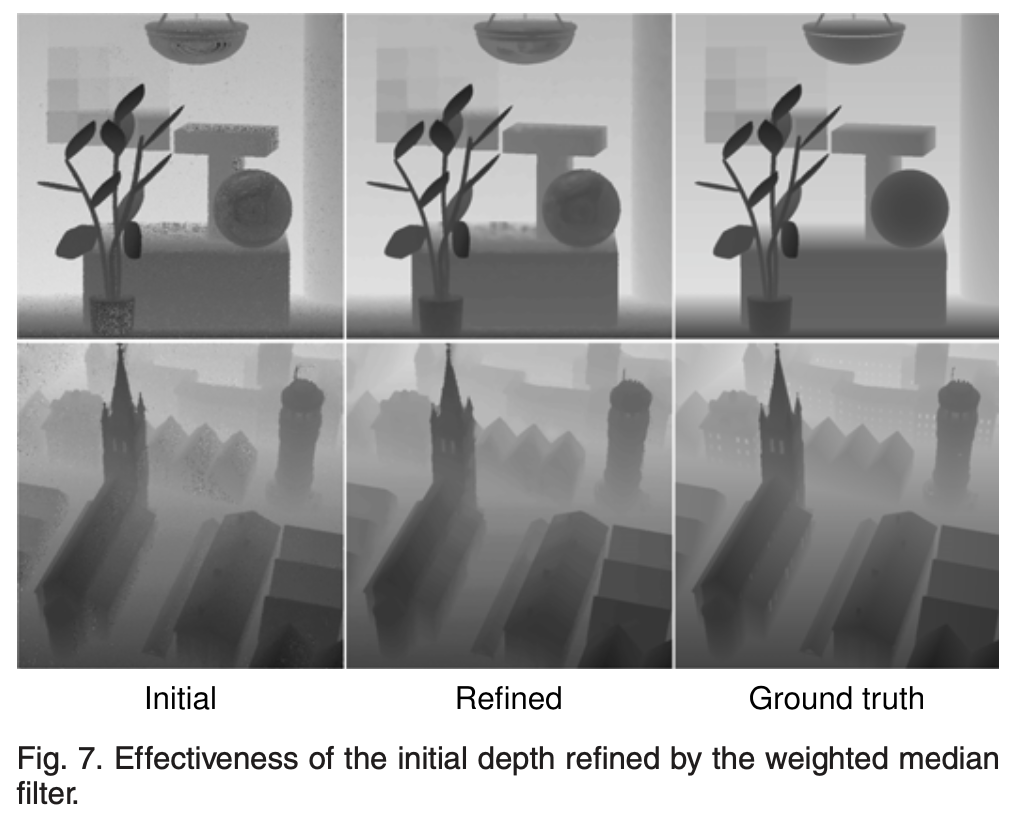 Initial
Refined
Ground truth
Fig. 7. Effectiveness of the initial depth refined by the weighted median
filter.